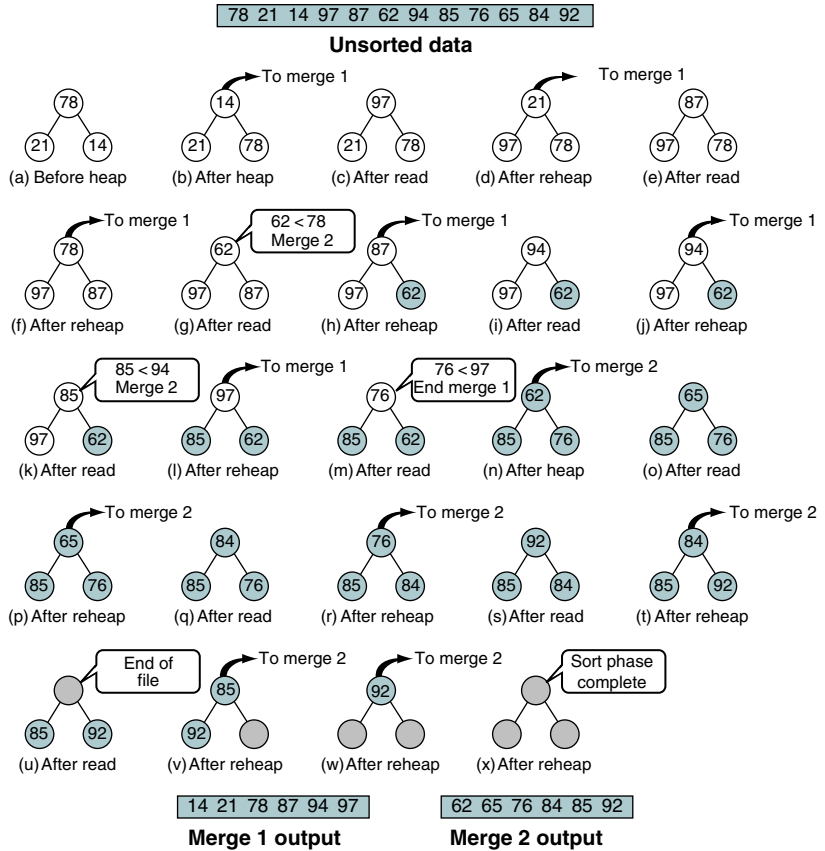 78 21 14 97 87 62 94 85 76 65 84 92
Unsorted data
To merge 1
To merge 1
78
14
97
21
87
21 14
21 78
21 78
97 78
97 78
(a) Before heap
(b) After heap
(c) After read
(d) After reheap
(e) After read
To merge 1
62 < 78
Merge 2
To merge 1
To merge 1
78
62
87
94
94
97 87
97 87
97 62
97 62
97 62
(f) After reheap
(g) After read
(h) After reheap
(i) After read
(j) After reheap
85 < 94
Merge 2
To merge 1
76 < 97
End merge 1
To merge 2
85
97
76
62
65
97 62
85 62
85 62
85 76
85 76
(k) After read
(l) After reheap
(m) After read
(n) After heap
(o) After read
To merge 2
To merge 2
To merge 2
65
84
76
92
84
85 76
85 76
85 84
85 84
85 92
(p) After reheap
(q) After read
(r) After reheap
(s) After read
(t) After reheap
End of
file
To merge 2
To merge 2
Sort phase
complete
85
92
85 92
92
(u) After read
(v) After reheap
(w) After reheap
(x) After reheap
14 21 78 87 94 97
62 65 76 84 85 92
Merge 1 output
Merge 2 output